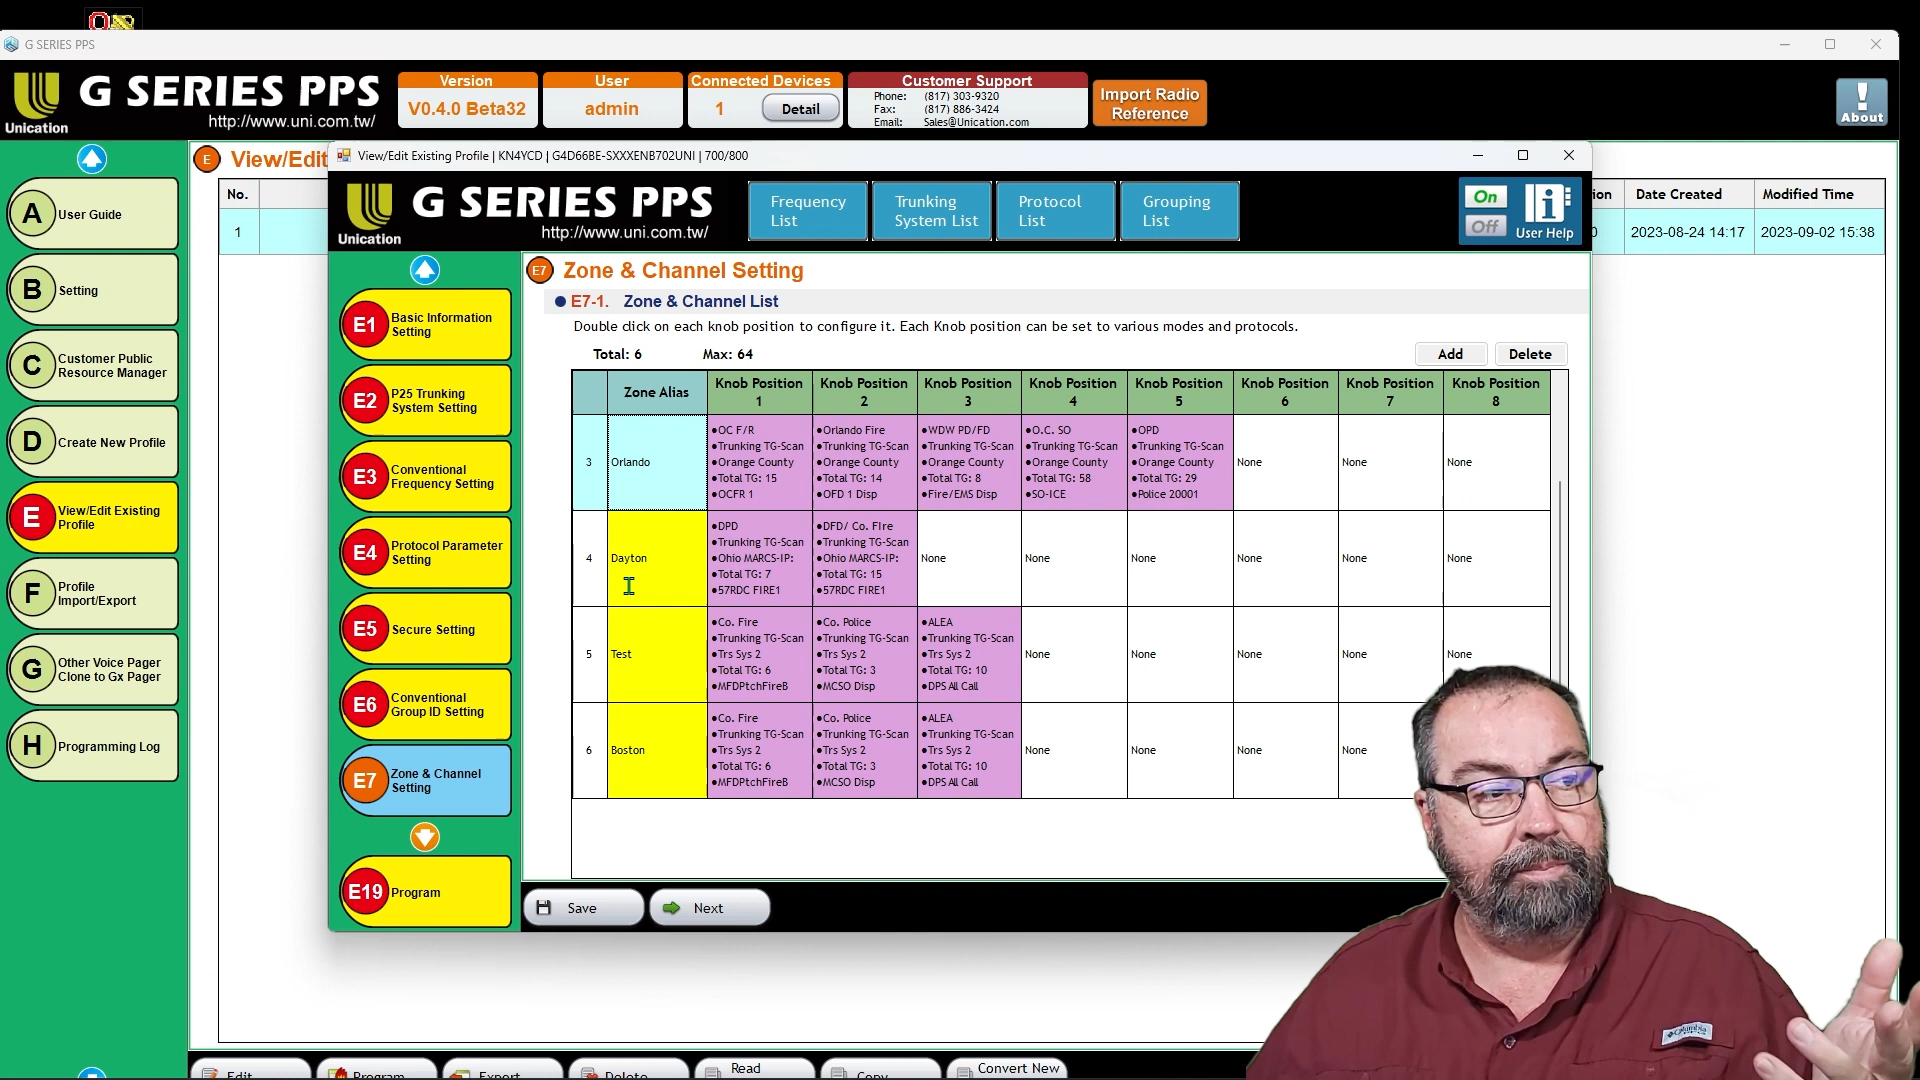 G SERIES PPS
Unication
G SERIES PPS
http://www.uni.com.tw/
Version
V0.4.0 Beta32
User
admin
Connected Devices
1
Detail
Customer Support
Phone: (817) 303-9320
Fax: (817) 886-3424
Email: Sales@Unication.com
Import Radio
Reference
About
A User Guide
B Setting
C Customer Public
Resource Manager
D Create New Profile
E View/Edit Existing
Profile
F Profile
Import/Export
G Other Voice Pager
Clone to Gx Pager
H Programming Log
E View/Edit
No.
Date Created
Modified Time
1
2023-08-24 14:17
2023-09-02 15:38
View/Edit Existing Profile | KN4YCD | G4D66BE-SXXXENB702UNI | 700/800
Unication
G SERIES PPS
http://www.uni.com.tw/
Frequency
List
Trunking
System List
Protocol
List
Grouping
List
On
Off
User Help
E1 Basic Information
Setting
E2 P25 Trunking
System Setting
E3 Conventional
Frequency Setting
E4 Protocol Parameter
Setting
E5 Secure Setting
E6 Conventional
Group ID Setting
E7 Zone & Channel
Setting
E19 Program
E7 Zone & Channel Setting
E7-1. Zone & Channel List
Double click on each knob position to configure it. Each Knob position can be set to various modes and protocols.
Total: 6 Max: 64
Add
Delete
Zone Alias
Knob Position
1
Knob Position
2
Knob Position
3
Knob Position
4
Knob Position
5
Knob Position
6
Knob Position
7
Knob Position
8
3
Orlando
●OC F/R
●Trunking TG-Scan
●Orange County
●Total TG: 15
●OCFR 1
●Orlando Fire
●Trunking TG-Scan
●Orange County
●Total TG: 14
●OFD 1 Disp
●WDW PD/FD
●Trunking TG-Scan
●Orange County
●Total TG: 8
●Fire/EMS Disp
●O.C. SO
●Trunking TG-Scan
●Orange County
●Total TG: 58
●SO-ICE
●OPD
●Trunking TG-Scan
●Orange County
●Total TG: 29
●Police 20001
None
None
None
4
Dayton
●DPD
●Trunking TG-Scan
●Ohio MARCS-IP:
●Total TG: 7
●57RDC FIRE1
●DFD/ Co. FIre
●Trunking TG-Scan
●Ohio MARCS-IP:
●Total TG: 15
●57RDC FIRE1
None
None
None
None
None
None
5
Test
●Co. Fire
●Trunking TG-Scan
●Trs Sys 2
●Total TG: 6
●MFDPtchFireB
●Co. Police
●Trunking TG-Scan
●Trs Sys 2
●Total TG: 3
●MCSO Disp
●ALEA
●Trunking TG-Scan
●Trs Sys 2
●Total TG: 10
●DPS All Call
None
None
None
None
None
6
Boston
●Co. Fire
●Trunking TG-Scan
●Trs Sys 2
●Total TG: 6
●MFDPtchFireB
●Co. Police
●Trunking TG-Scan
●Trs Sys 2
●Total TG: 3
●MCSO Disp
●ALEA
●Trunking TG-Scan
●Trs Sys 2
●Total TG: 10
●DPS All Call
None
None
None
None
Save
Next
Edit
Program
Export
Delete
Read
Copy
Convert New
Columbia